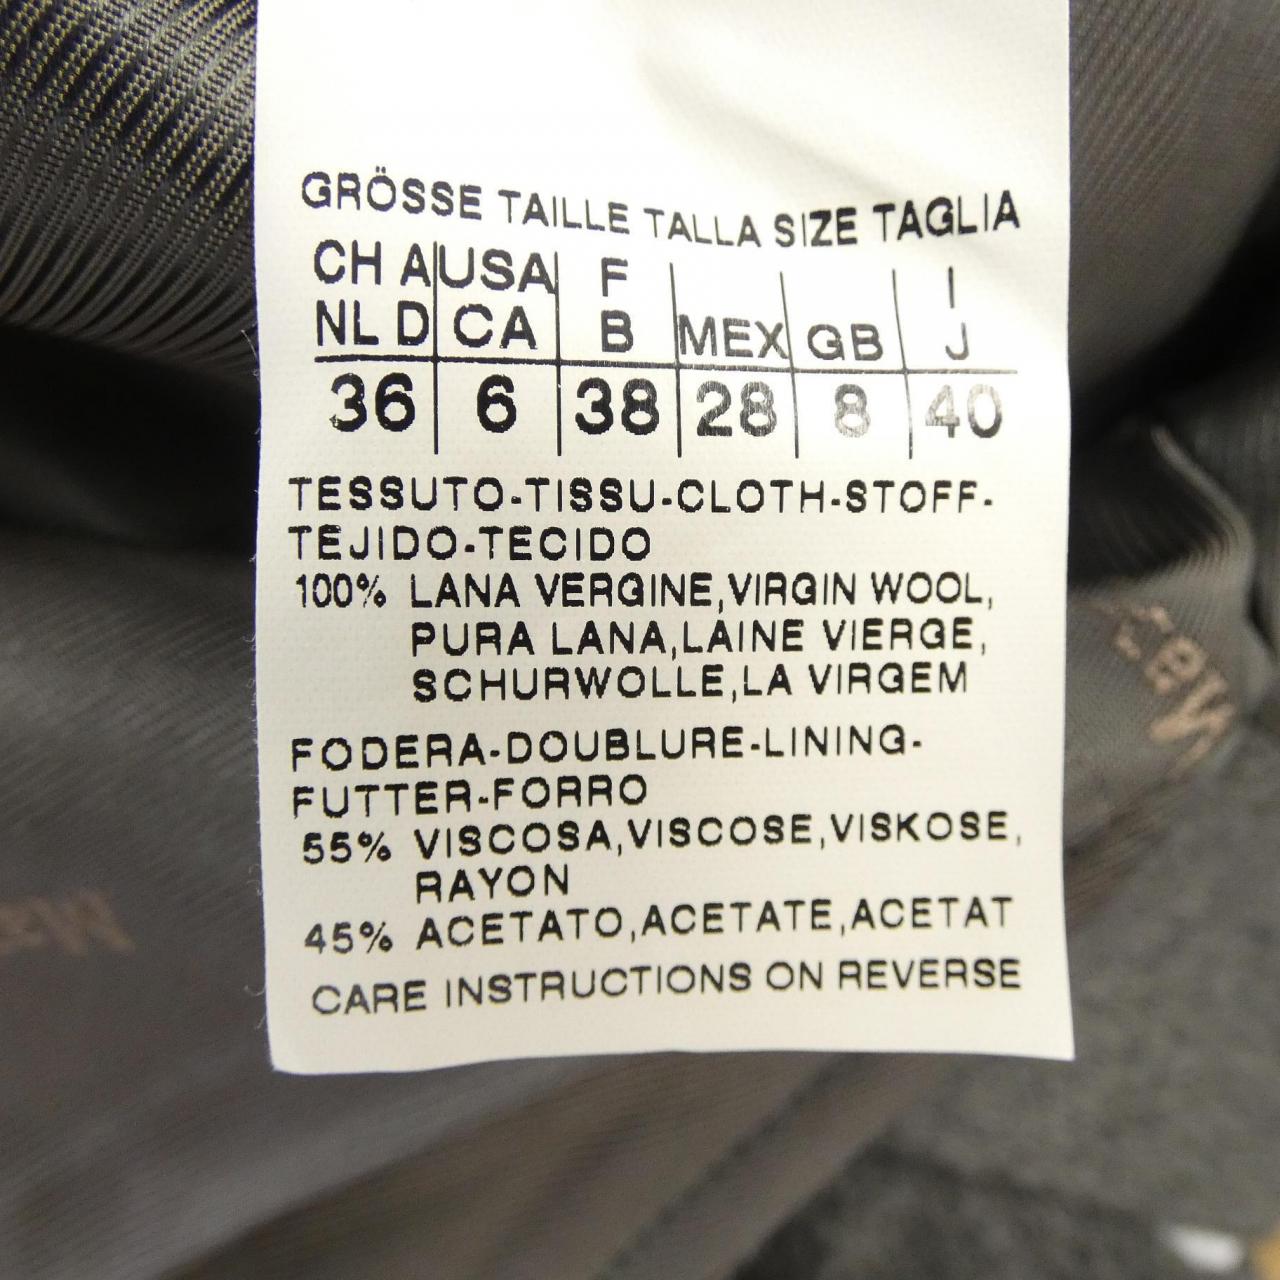 GRÖSSE TAILLE TALLA SIZE TAGLIA
CH A USA F I
NL D CA B MEX GB J
36 6 38 28 8 40
TESSUTO-TISSU-CLOTH-STOFF-
TEJIDO-TECIDO
100% LANA VERGINE,VIRGIN WOOL,
PURA LANA,LAINE VIERGE,
SCHURWOLLE,LA VIRGEM
FODERA-DOUBLURE-LINING-
FUTTER-FORRO
55% VISCOSA,VISCOSE,VISKOSE,
RAYON
45% ACETATO,ACETATE,ACETAT
CARE INSTRUCTIONS ON REVERSE